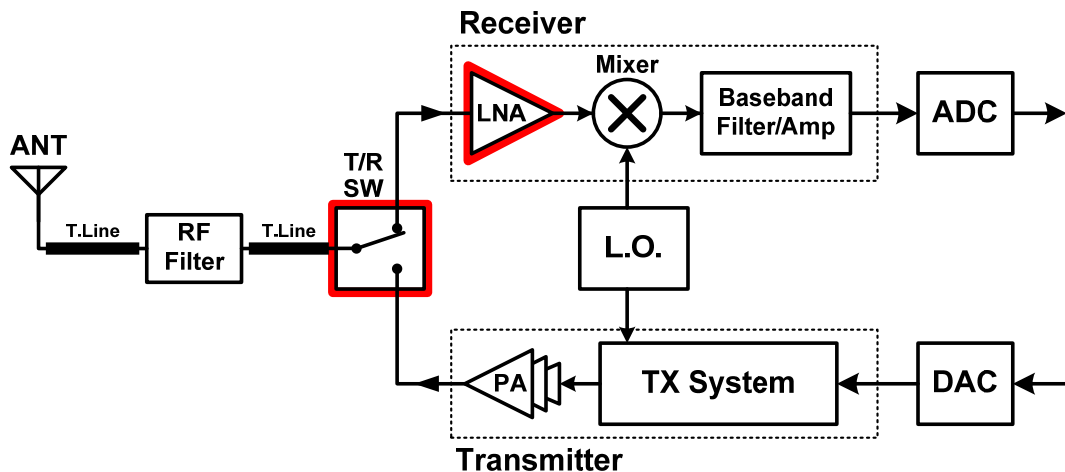 Receiver
Mixer
LNA
Baseband
Filter/Amp
ADC
ANT
T/R
SW
T.Line
RF
Filter
T.Line
L.O.
PA
TX System
DAC
Transmitter